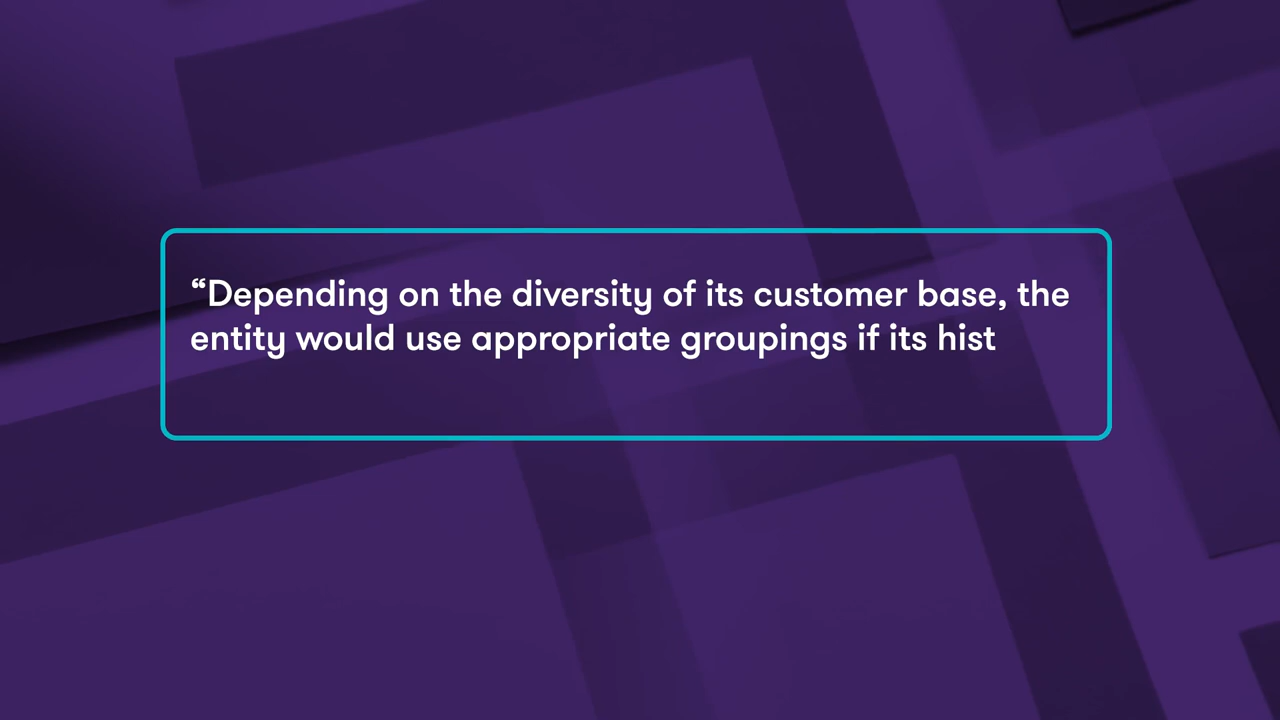 “Depending on the diversity of its customer base, the
entity would use appropriate groupings if its hist